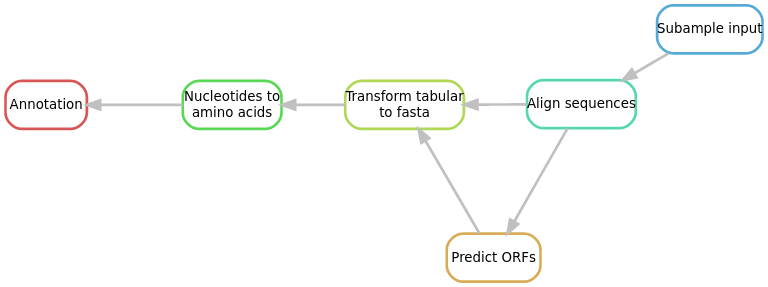 Subample input
Annotation
Nucleotides to
amino acids
Transform tabular
to fasta
Align sequences
Predict ORFs